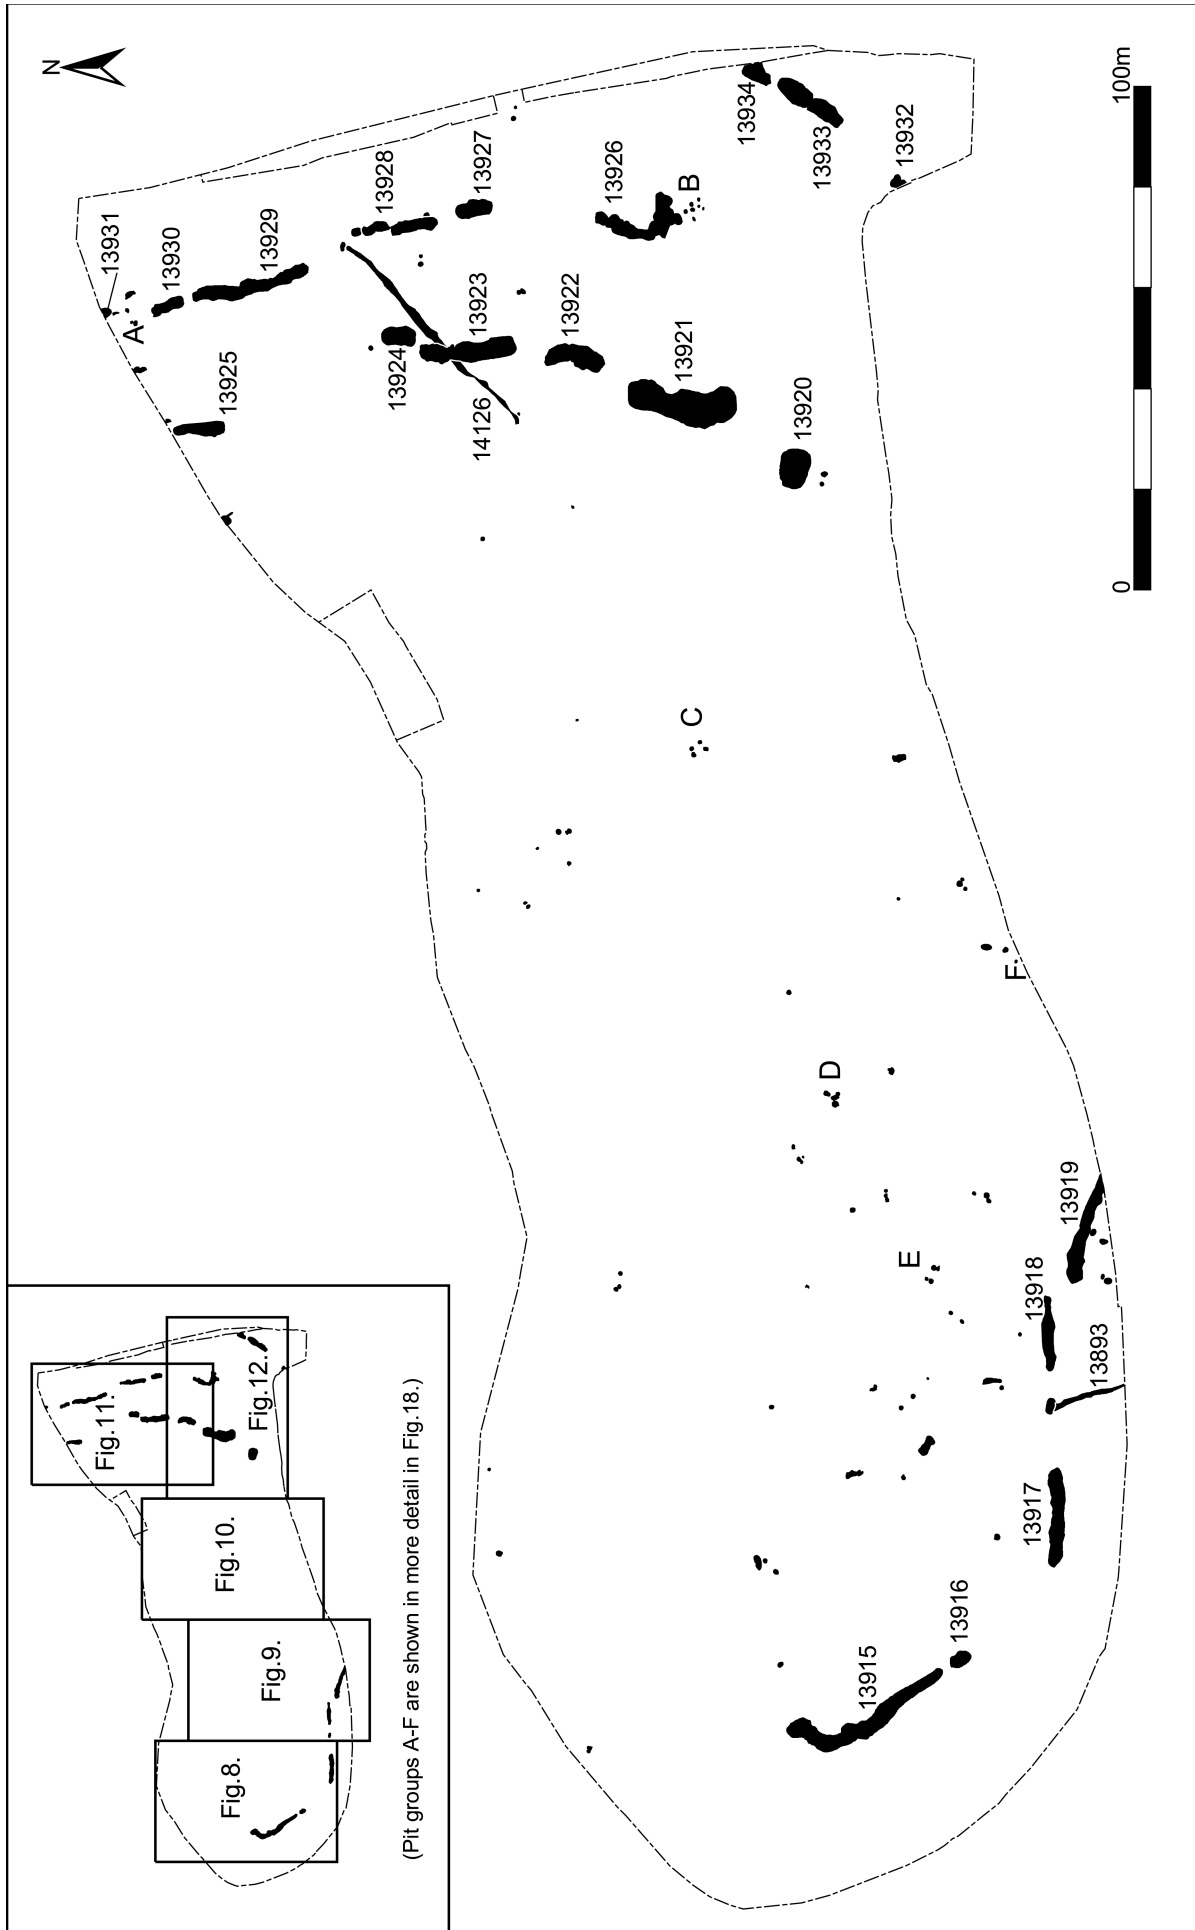 N
13931
13930
13929
13928
13927
13926
13925
13924
13923
13922
13921
13920
14126
13934
13933
13932
A
B
C
D
E
F
13919
13918
13893
13917
13916
13915
0
100m
Fig.11.
Fig.12.
Fig.10.
Fig.9.
Fig.8.
(Pit groups A-F are shown in more detail in Fig.18.)